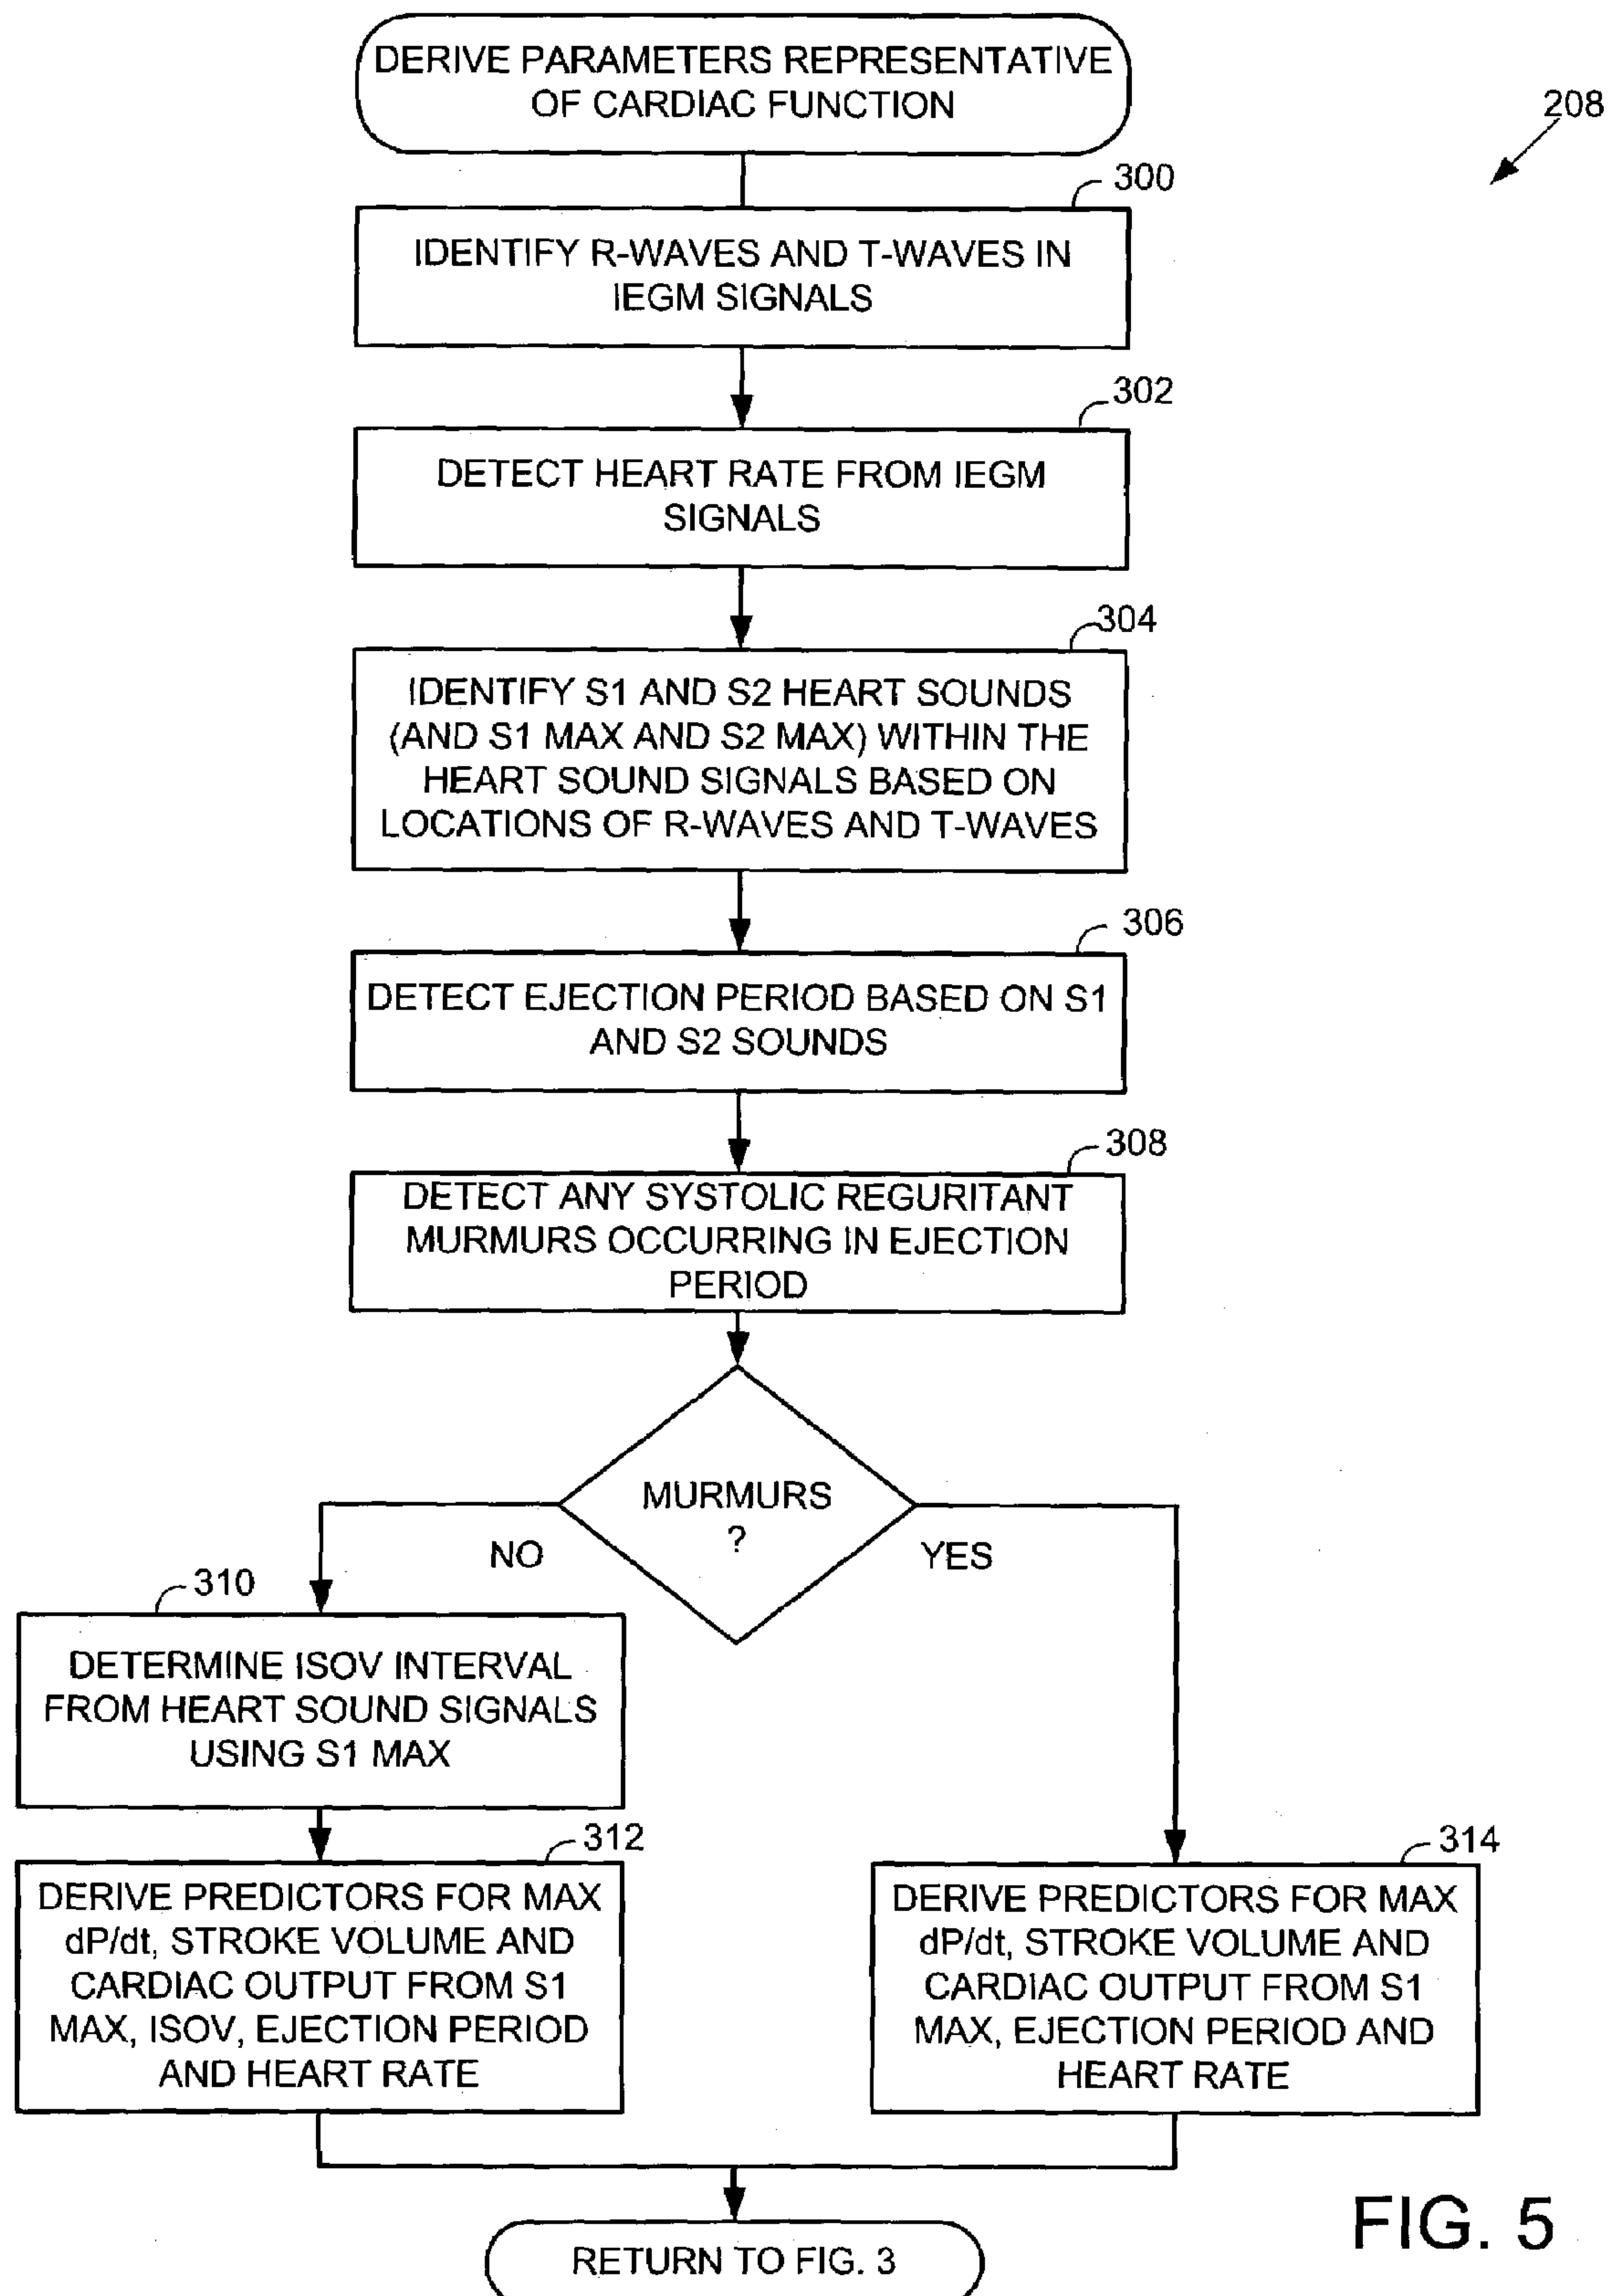 DERIVE PARAMETERS REPRESENTATIVE
OF CARDIAC FUNCTION
208
300
IDENTIFY R-WAVES AND T-WAVES IN
IEGM SIGNALS
302
DETECT HEART RATE FROM IEGM
SIGNALS
304
IDENTIFY S1 AND S2 HEART SOUNDS
(AND S1 MAX AND S2 MAX) WITHIN THE
HEART SOUND SIGNALS BASED ON
LOCATIONS OF R-WAVES AND T-WAVES
306
DETECT EJECTION PERIOD BASED ON S1
AND S2 SOUNDS
308
DETECT ANY SYSTOLIC REGURITANT
MURMURS OCCURRING IN EJECTION
PERIOD
MURMURS
?
NO
YES
310
DETERMINE ISOV INTERVAL
FROM HEART SOUND SIGNALS
USING S1 MAX
312
DERIVE PREDICTORS FOR MAX
dP/dt, STROKE VOLUME AND
CARDIAC OUTPUT FROM S1
MAX, ISOV, EJECTION PERIOD
AND HEART RATE
314
DERIVE PREDICTORS FOR MAX
dP/dt, STROKE VOLUME AND
CARDIAC OUTPUT FROM S1
MAX, EJECTION PERIOD AND
HEART RATE
RETURN TO FIG. 3
FIG. 5